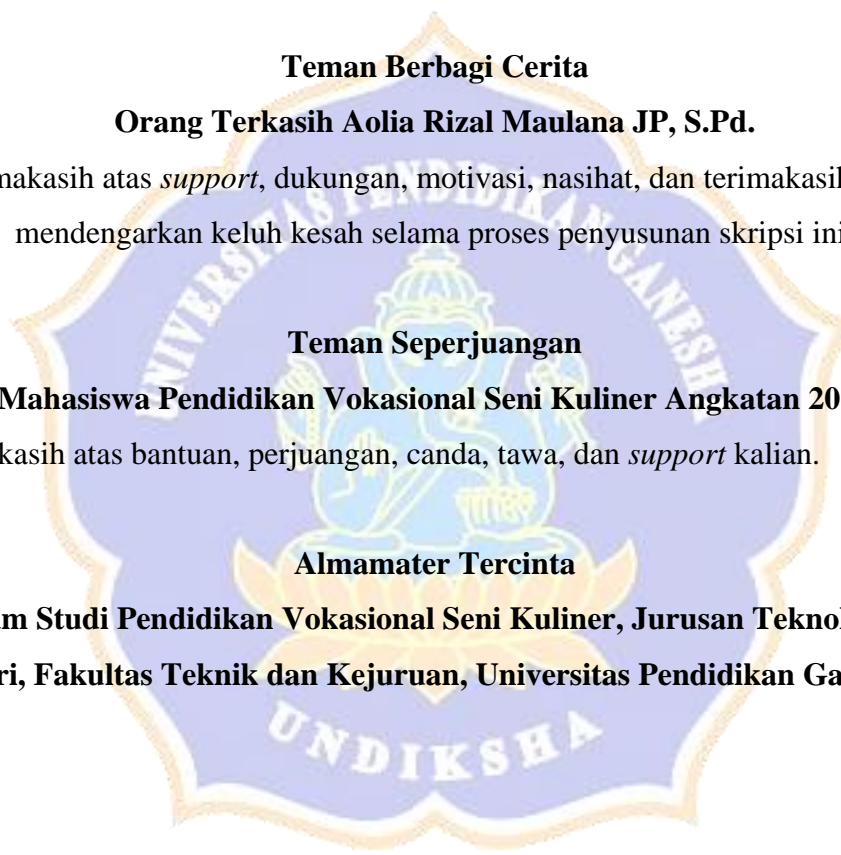 Teman Berbagi Cerita
Orang Terkasih Aolia Rizal Maulana JP, S.Pd.
makasih atas support, dukungan, motivasi, nasihat, dan terimakasih
mendengarkan keluh kesah selama proses penyusunan skripsi ini
Teman Seperjuangan
Mahasiswa Pendidikan Vokasional Seni Kuliner Angkatan 20
kasih atas bantuan, perjuangan, canda, tawa, dan support kalian.
Almamater Tercinta
am Studi Pendidikan Vokasional Seni Kuliner, Jurusan Teknol
ri, Fakultas Teknik dan Kejuruan, Universitas Pendidikan Ga
UNIVERSITAS PENDIDIKAN GANESHA
UNDIKSHA